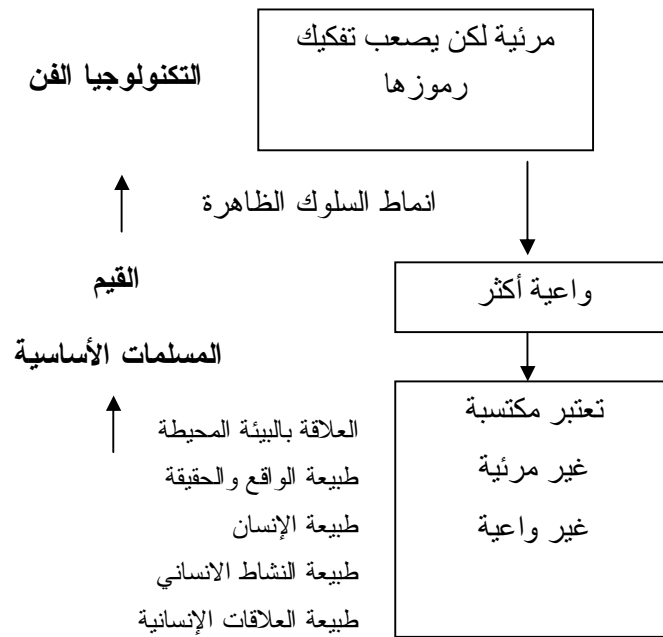 مرئية لكن يصعب تفكيك
رموزها
التكنولوجيا الفن
انماط السلوك الظاهرة
القيم
واعية أكثر
المسلمات الأساسية
تعتبر مكتسبة
غير مرئية
غير واعية
العلاقة بالبيئة المحيطة
طبيعة الواقع والحقيقة
طبيعة الإنسان
طبيعة النشاط الانساني
طبيعة العلاقات الإنسانية